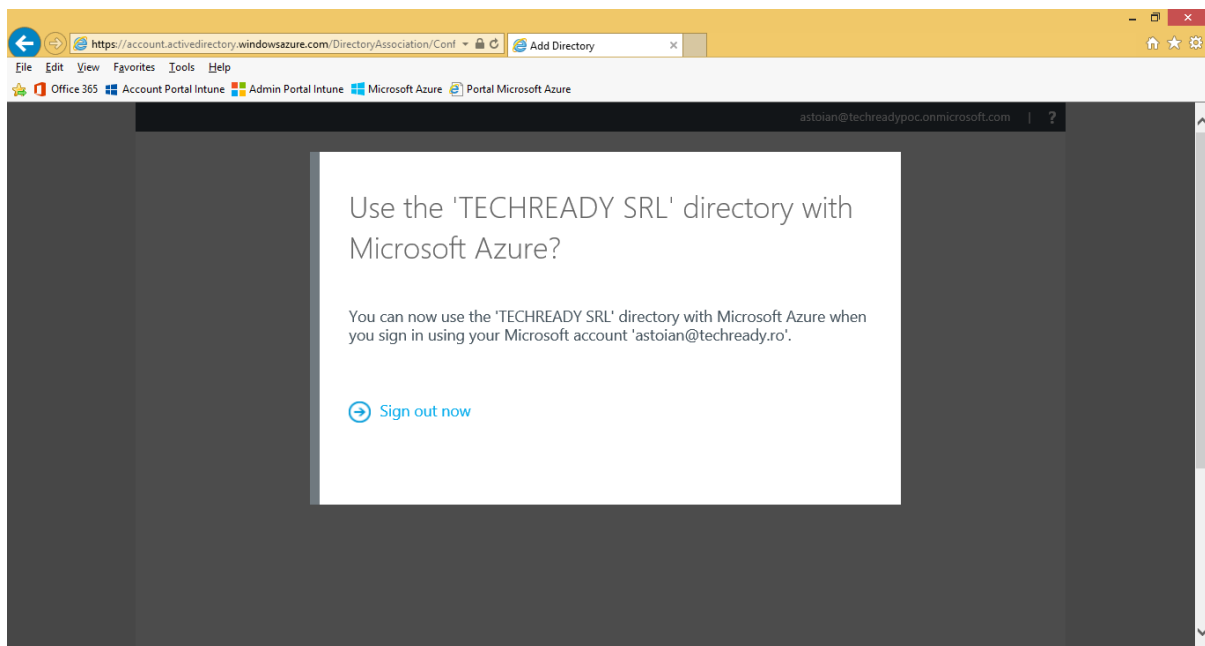 https://account.activedirectory.windowsazure.com/DirectoryAssociation/Conf
Add Directory
File Edit View Favorites Tools Help
Office 365 Account Portal Intune Admin Portal Intune Microsoft Azure Portal Microsoft Azure
astoian@techreadypoc.onmicrosoft.com | ?
Use the 'TECHREADY SRL' directory with
Microsoft Azure?
You can now use the 'TECHREADY SRL' directory with Microsoft Azure when
you sign in using your Microsoft account 'astoian@techready.ro'.
Sign out now